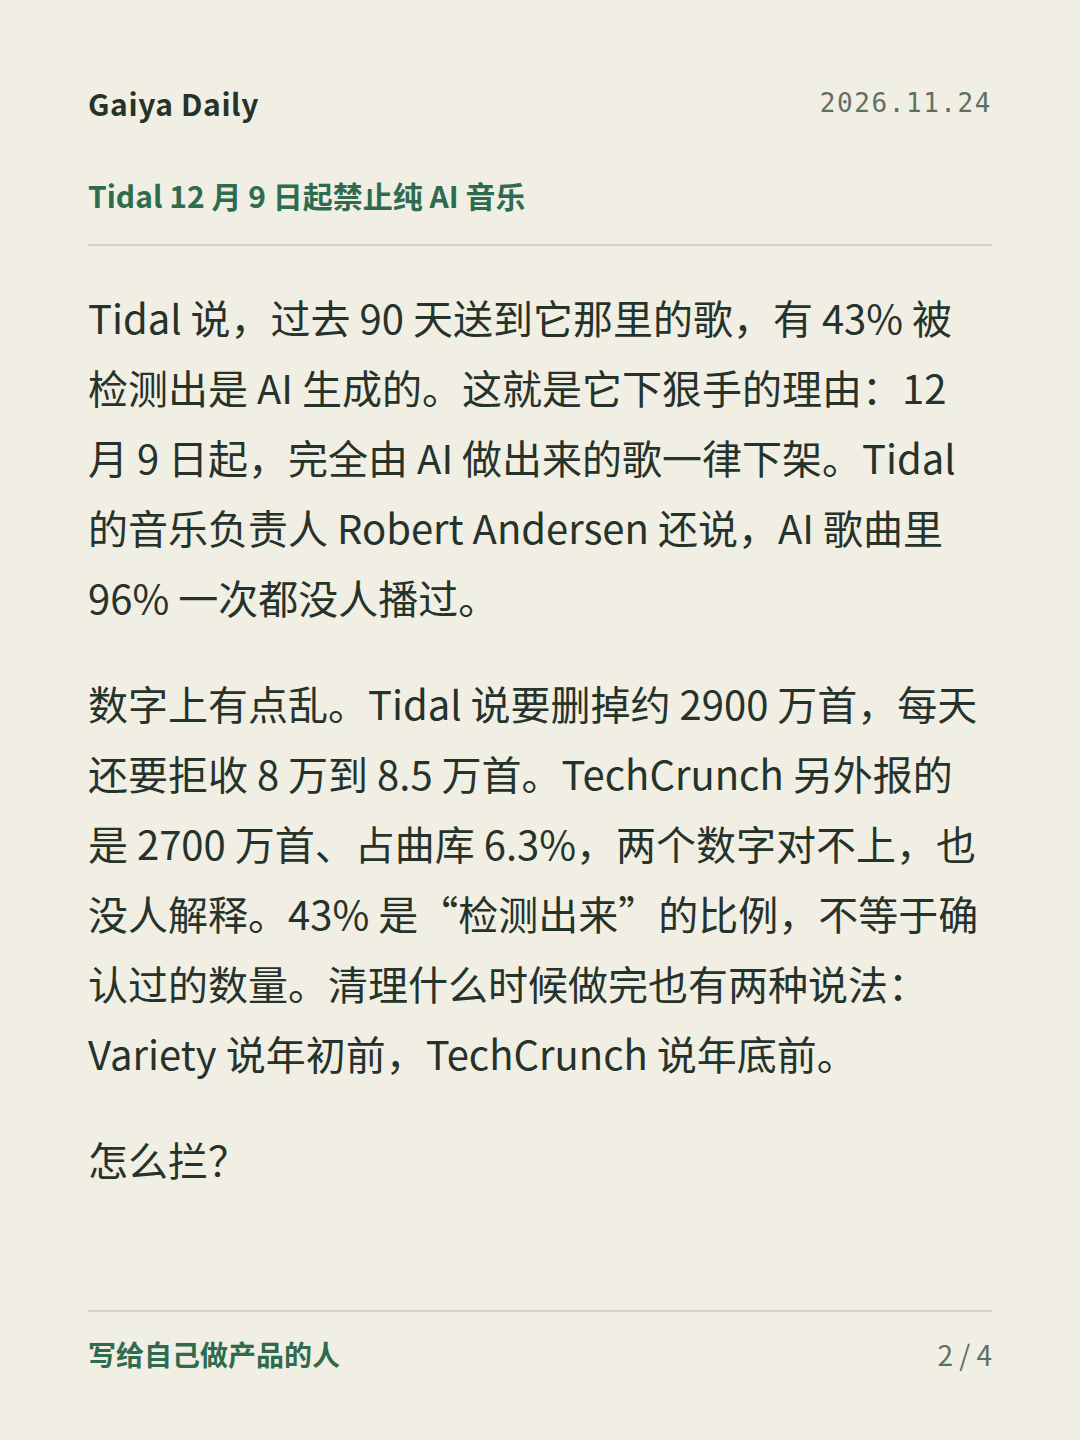 Gaiya Daily
2026.11.24
Tidal 12 月 9 日起禁止纯 AI 音乐
Tidal 说，过去 90 天送到它那里的歌，有 43% 被
检测出是 AI 生成的。这就是它下狠手的理由：12
月 9 日起，完全由 AI 做出来的歌一律下架。Tidal
的音乐负责人 Robert Andersen 还说，AI 歌曲里
96% 一次都没人播过。
数字上有点乱。Tidal 说要删掉约 2900 万首，每天
还要拒收 8 万到 8.5 万首。TechCrunch 另外报的
是 2700 万首、占曲库 6.3%，两个数字对不上，也
没人解释。43% 是“检测出来”的比例，不等于确
认过的数量。清理什么时候做完也有两种说法：
Variety 说年初前，TechCrunch 说年底前。
怎么拦？
写给自己做产品的人
2 / 4